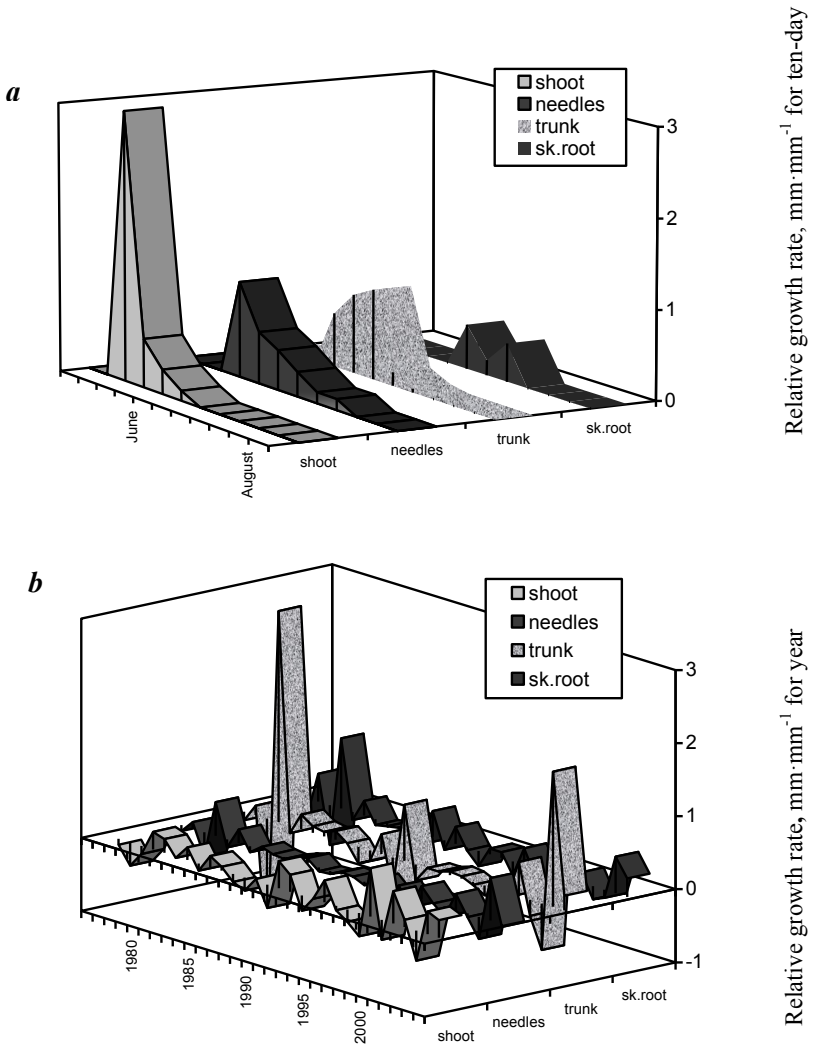 a
shoot
needles
trunk
sk.root
3
2
1
0
Relative growth rate, mm·mm⁻¹ for ten-day
June
August
shoot
needles
trunk
sk.root
b
shoot
needles
trunk
sk.root
3
2
1
0
-1
Relative growth rate, mm·mm⁻¹ for year
1980
1985
1990
1995
2000
shoot
needles
trunk
sk.root